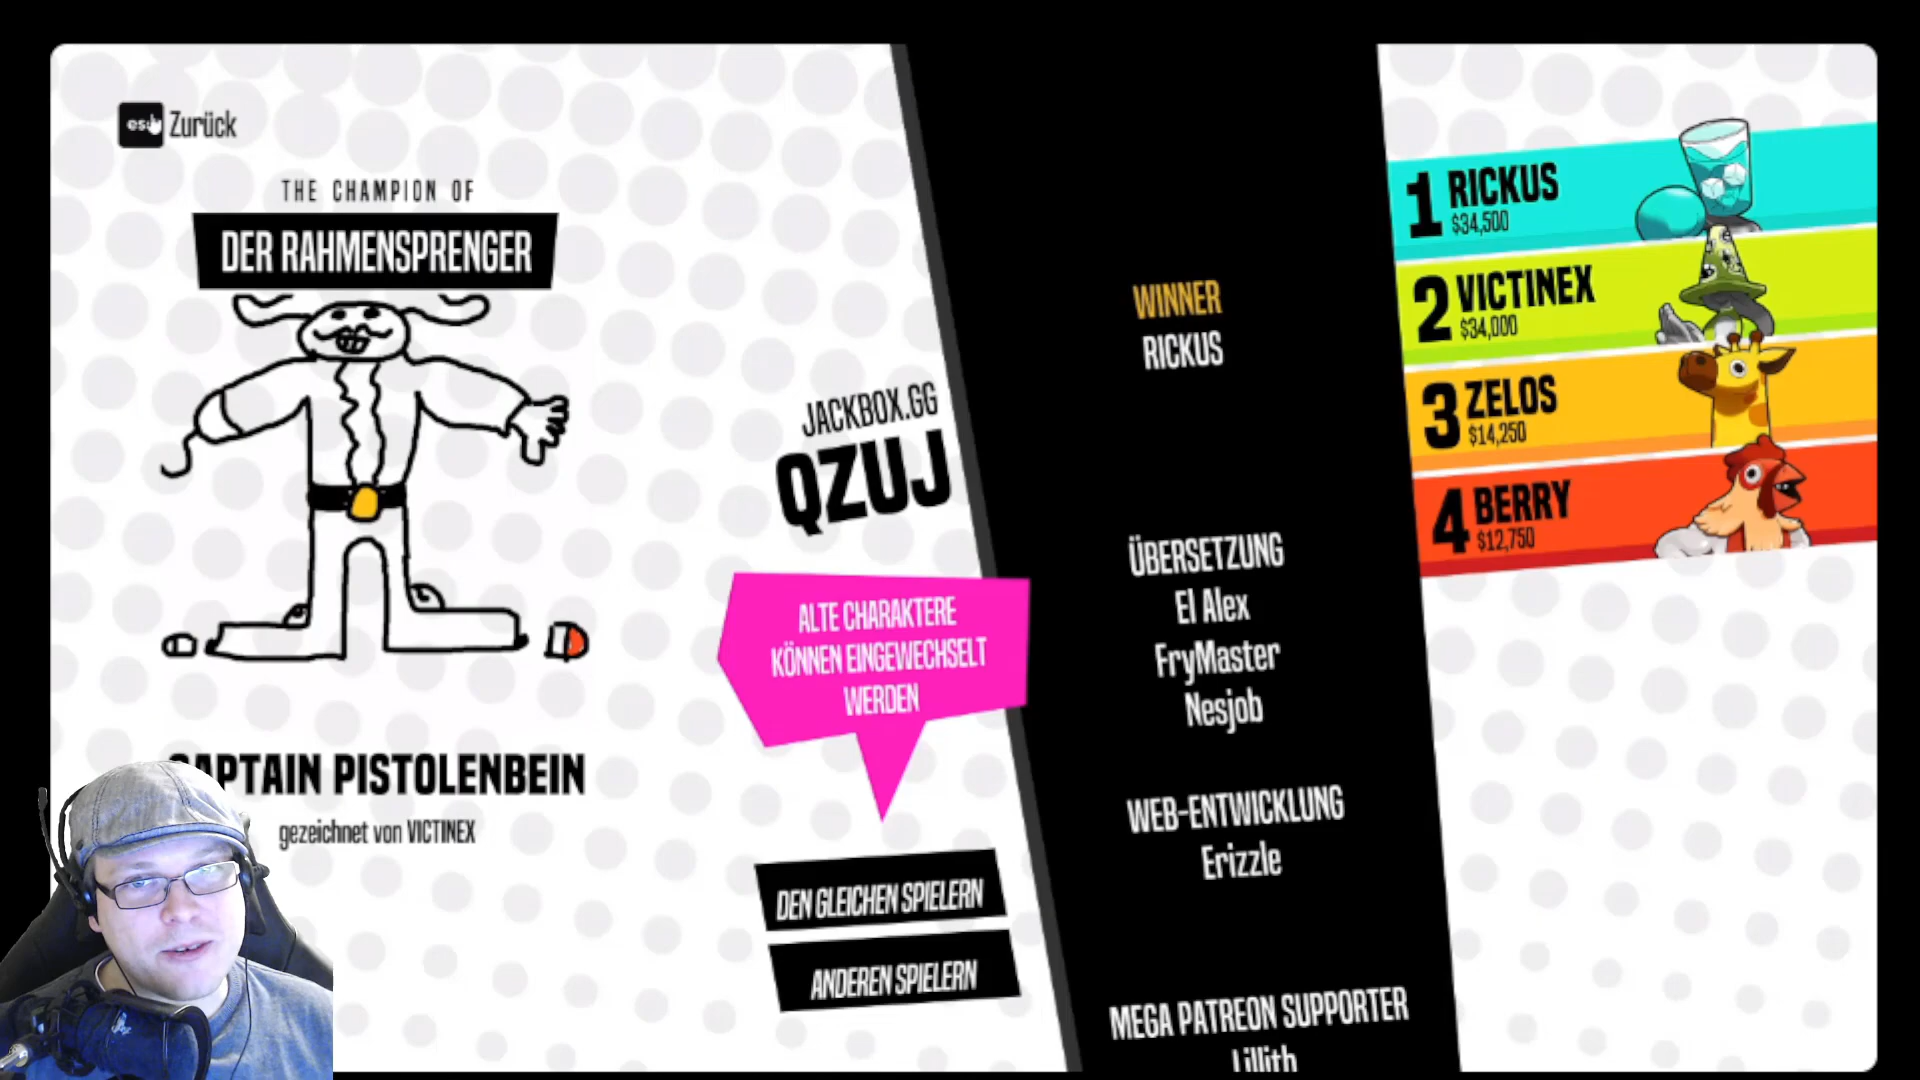 esc Zurück
THE CHAMPION OF
DER RAHMENSPRENGER
CAPTAIN PISTOLENBEIN
gezeichnet von VICTINEX
JACKBOX.GG
QZUJ
ALTE CHARAKTERE
KÖNNEN EINGEWECHSELT
WERDEN
DEN GLEICHEN SPIELERN
ANDEREN SPIELERN
WINNER
RICKUS
ÜBERSETZUNG
El Alex
FryMaster
Nesjob
WEB-ENTWICKLUNG
Erizzle
MEGA PATREON SUPPORTER
Lillith
1 RICKUS
$34,500
2 VICTINEX
$34,000
3 ZELOS
$14,250
4 BERRY
$12,750